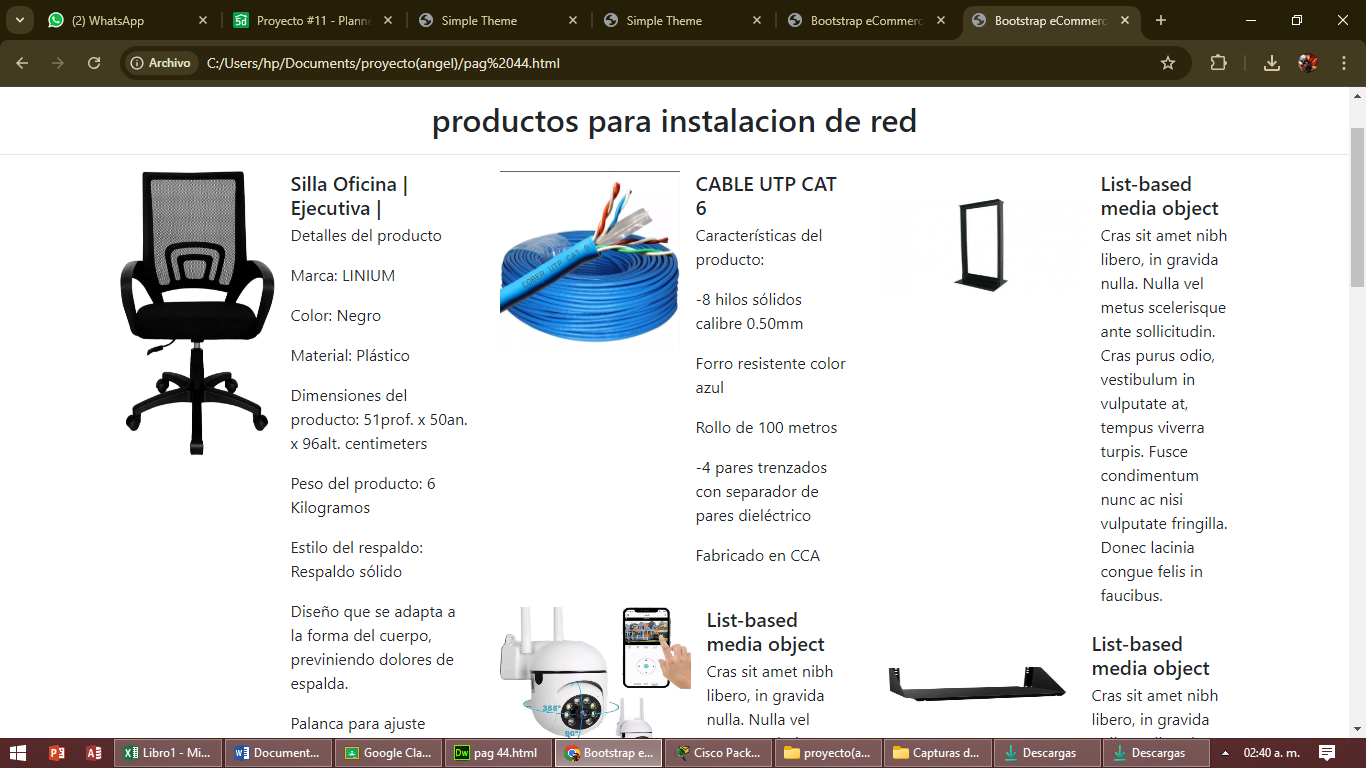 (2) WhatsApp
Proyecto #11 - Planne
Simple Theme
Simple Theme
Bootstrap eCommerc
Bootstrap eCommerc
Archivo
C:/Users/hp/Documents/proyecto(angel)/pag%2044.html
productos para instalacion de red
Silla Oficina |
Ejecutiva |
Detalles del producto
Marca: LINIUM
Color: Negro
Material: Plástico
Dimensiones del
producto: 51prof. x 50an.
x 96alt. centimeters
Peso del producto: 6
Kilogramos
Estilo del respaldo:
Respaldo sólido
Diseño que se adapta a
la forma del cuerpo,
previniendo dolores de
espalda.
Palanca para ajuste
CABLE UTP CAT
6
Características del
producto:
-8 hilos sólidos
calibre 0.50mm
Forro resistente color
azul
Rollo de 100 metros
-4 pares trenzados
con separador de
pares dieléctrico
Fabricado en CCA
List-based
media object
Cras sit amet nibh
libero, in gravida
nulla. Nulla vel
List-based
media object
Cras sit amet nibh
libero, in gravida
nulla. Nulla vel
metus scelerisque
ante sollicitudin.
Cras purus odio,
vestibulum in
vulputate at,
tempus viverra
turpis. Fusce
condimentum
nunc ac nisi
vulputate fringilla.
Donec lacinia
congue felis in
faucibus.
List-based
media object
Cras sit amet nibh
libero, in gravida
Libro1 - Mi...
Document...
Google Cla...
pag 44.html
Bootstrap e...
Cisco Pack...
proyecto(a...
Capturas d...
Descargas
Descargas
02:40 a. m.